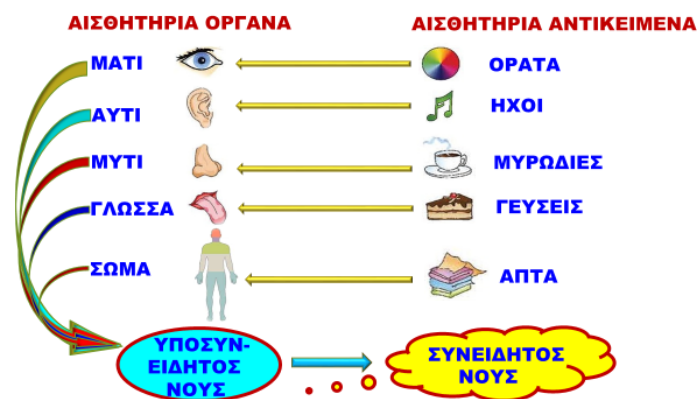 ΑΙΣΘΗΤΗΡΙΑ ΟΡΓΑΝΑ
ΑΙΣΘΗΤΗΡΙΑ ΑΝΤΙΚΕΙΜΕΝΑ
ΜΑΤΙ
ΟΡΑΤΑ
ΑΥΤΙ
ΗΧΟΙ
ΜΥΤΙ
ΜΥΡΩΔΙΕΣ
ΓΛΩΣΣΑ
ΓΕΥΣΕΙΣ
ΣΩΜΑ
ΑΠΤΑ
ΥΠΟΣΥΝ-
ΕΙΔΗΤΟΣ
ΝΟΥΣ
ΣΥΝΕΙΔΗΤΟΣ
ΝΟΥΣ